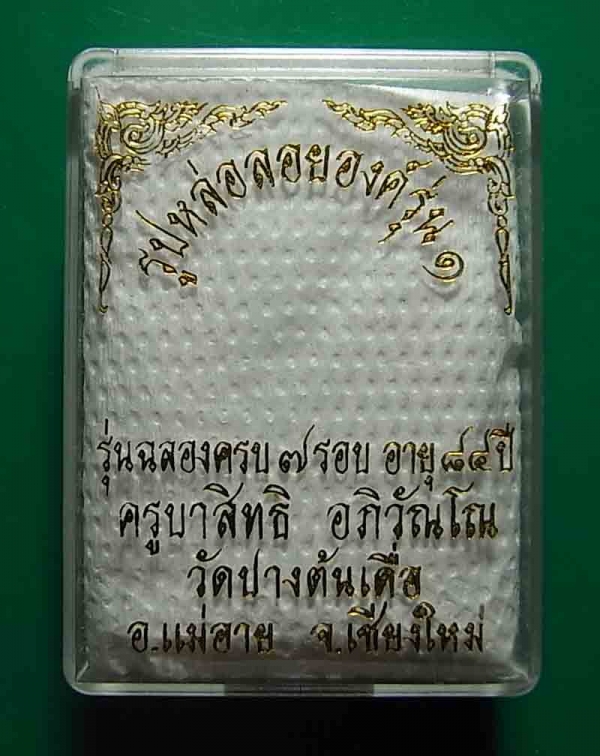 รูปหล่อลอยองค์รุ่น ๑
รุ่นฉลองครบ ๗ รอบ อายุ ๘๔ ปี
ครูบาสิทธิ อภิวัณโณ
วัดปางต้นเดื่อ
อ.แม่อาย จ.เชียงใหม่